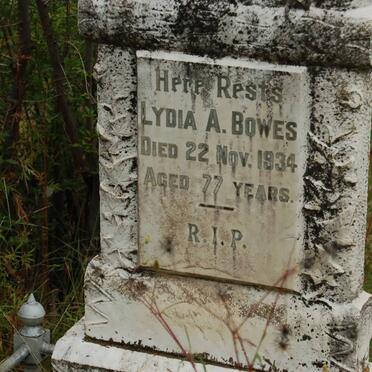 Here Rests
Lydia A. Bowes
Died 22 Nov. 1934
Aged 77 years.
R.I.P.